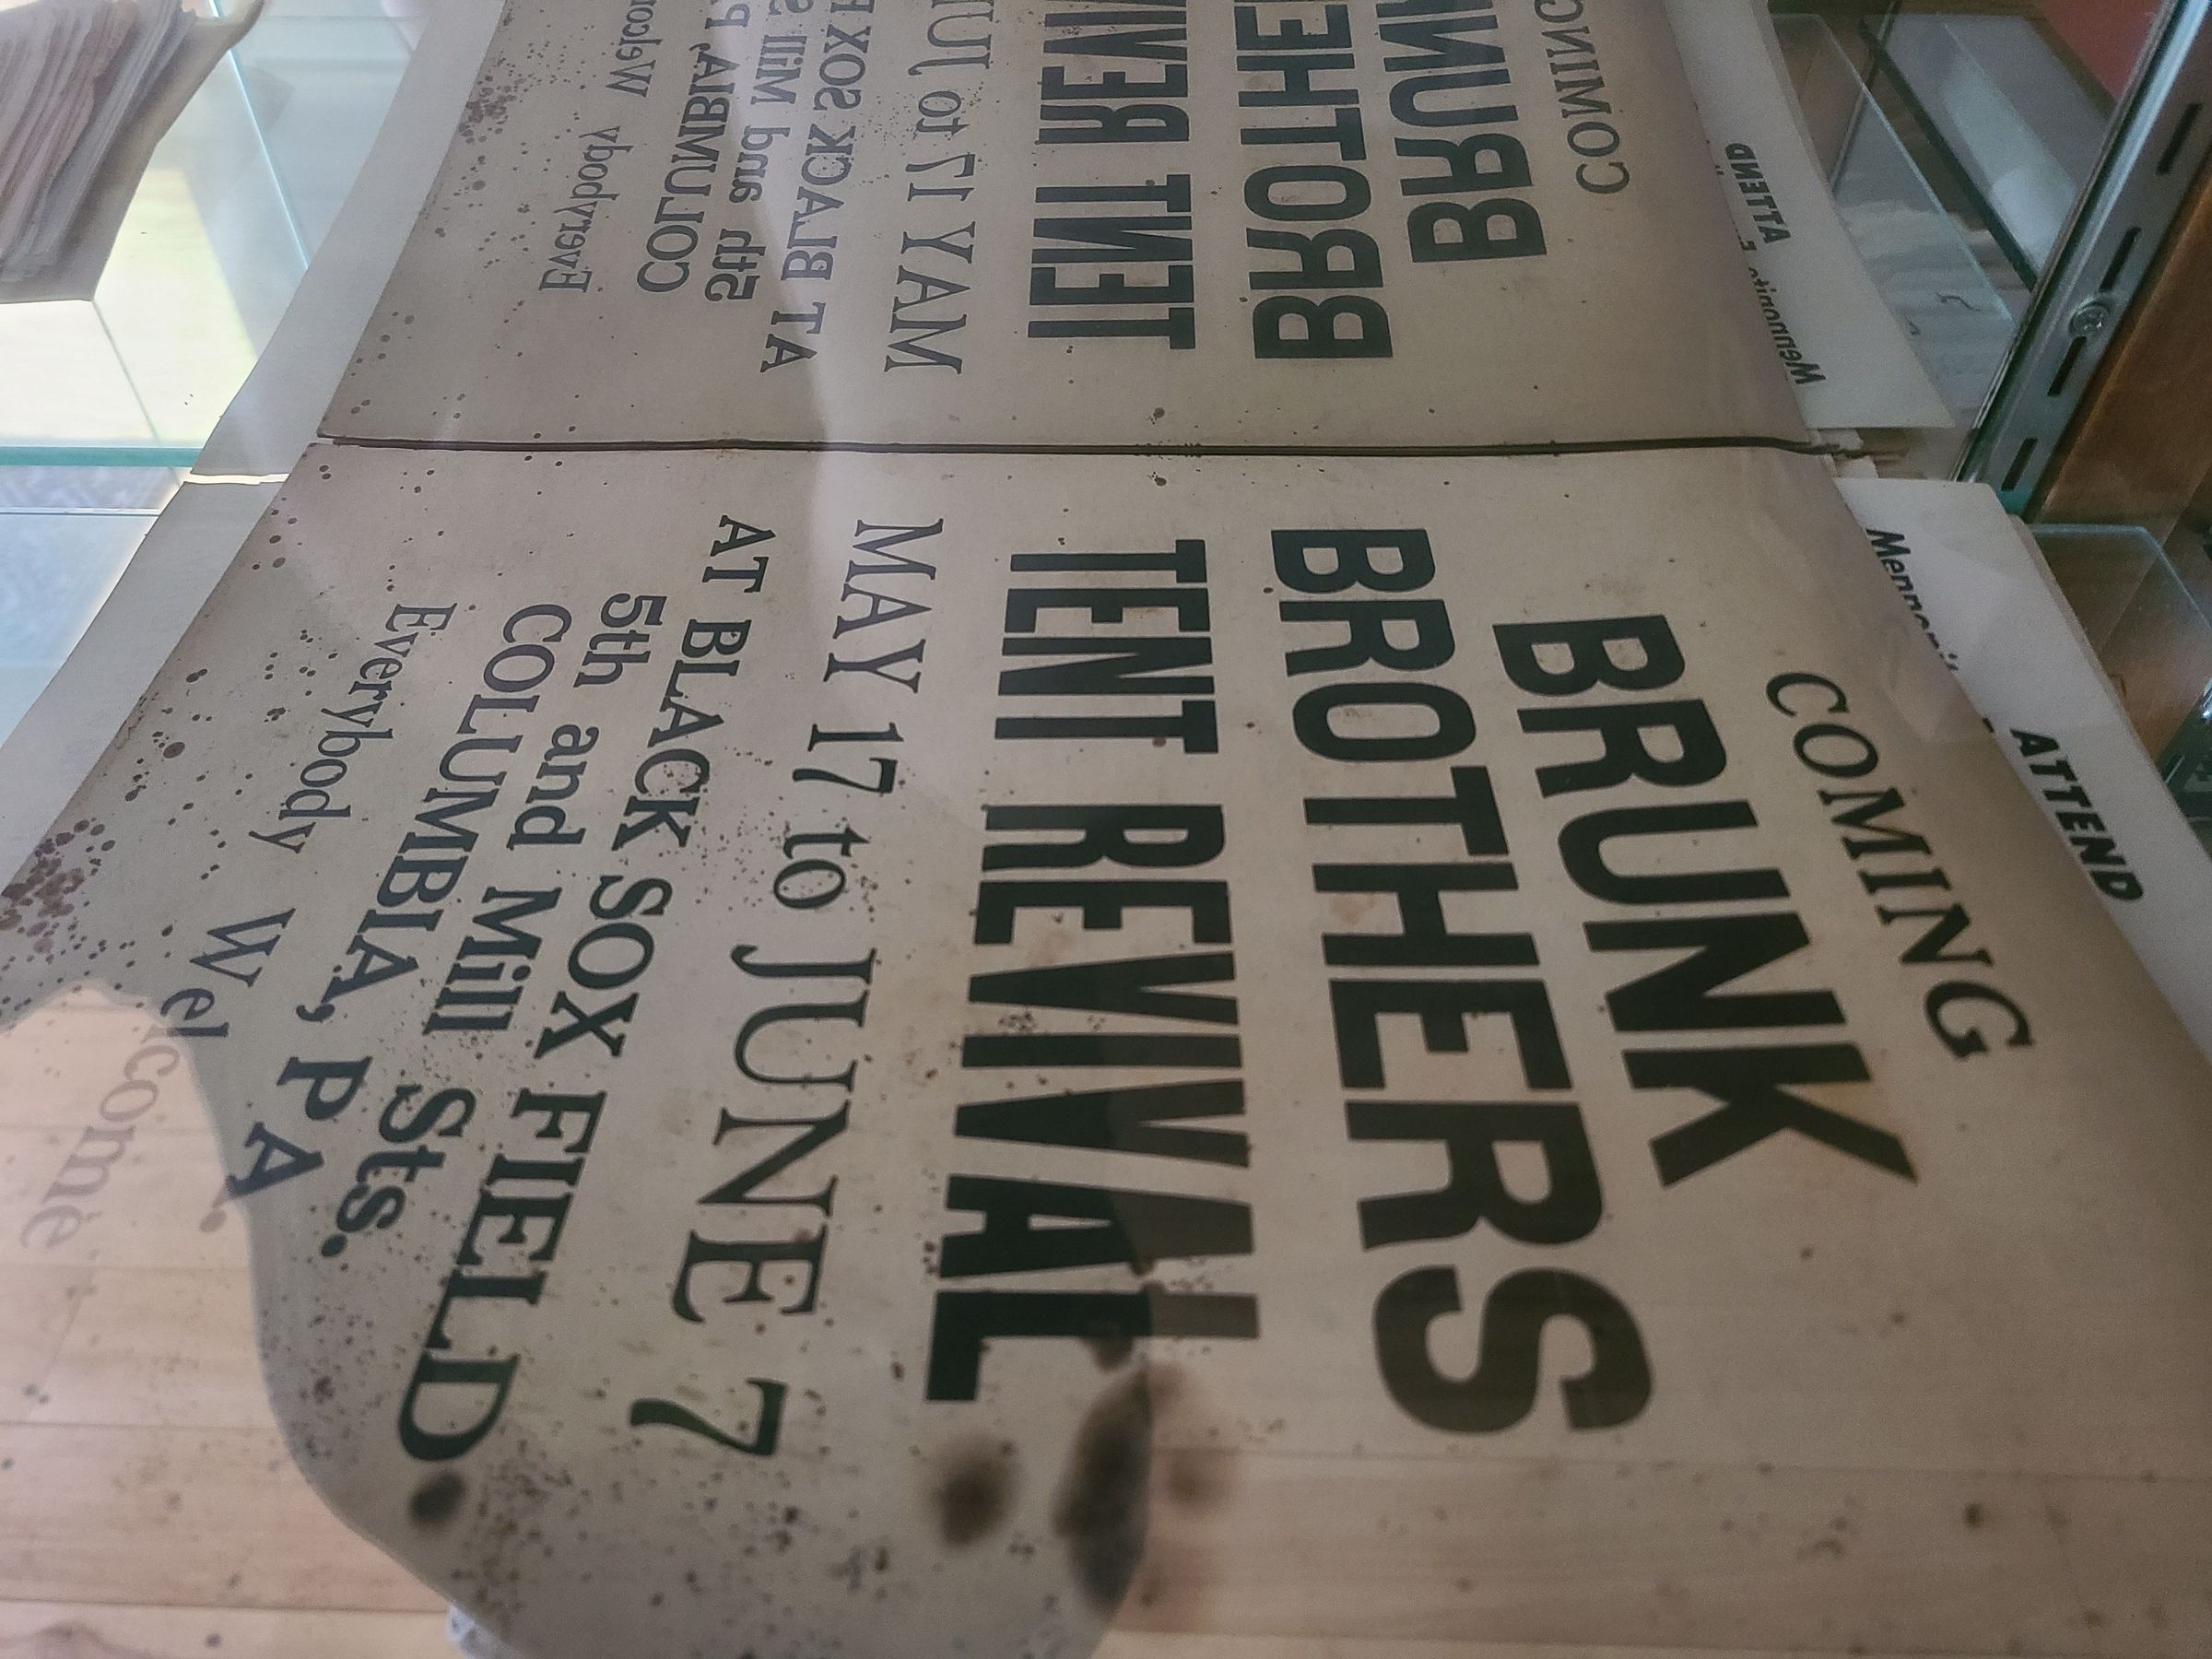 COMING
BRUNK
BROTHERS
TENT REVIVAL
MAY 17 to JUNE 7
AT BLACK SOX FIELD
5th and Mill Sts.
COLUMBIA, PA.
Everybody Welcome
ATTEND
Mennonite